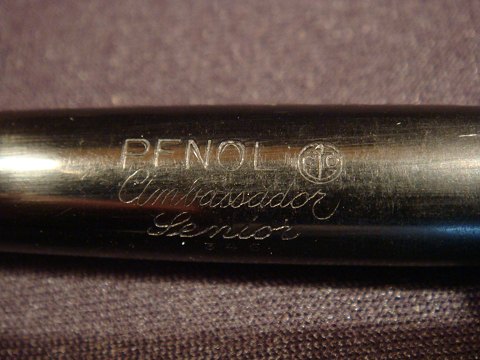 PENOL
Ambassador
Senior